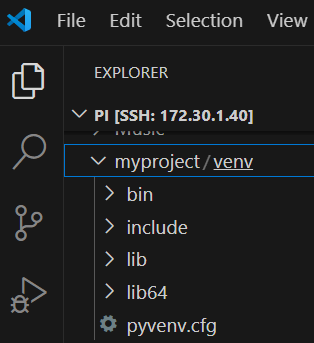 File Edit Selection View
EXPLORER
PI [SSH: 172.30.1.40]
Music
myproject/venv
bin
include
lib
lib64
pyvenv.cfg